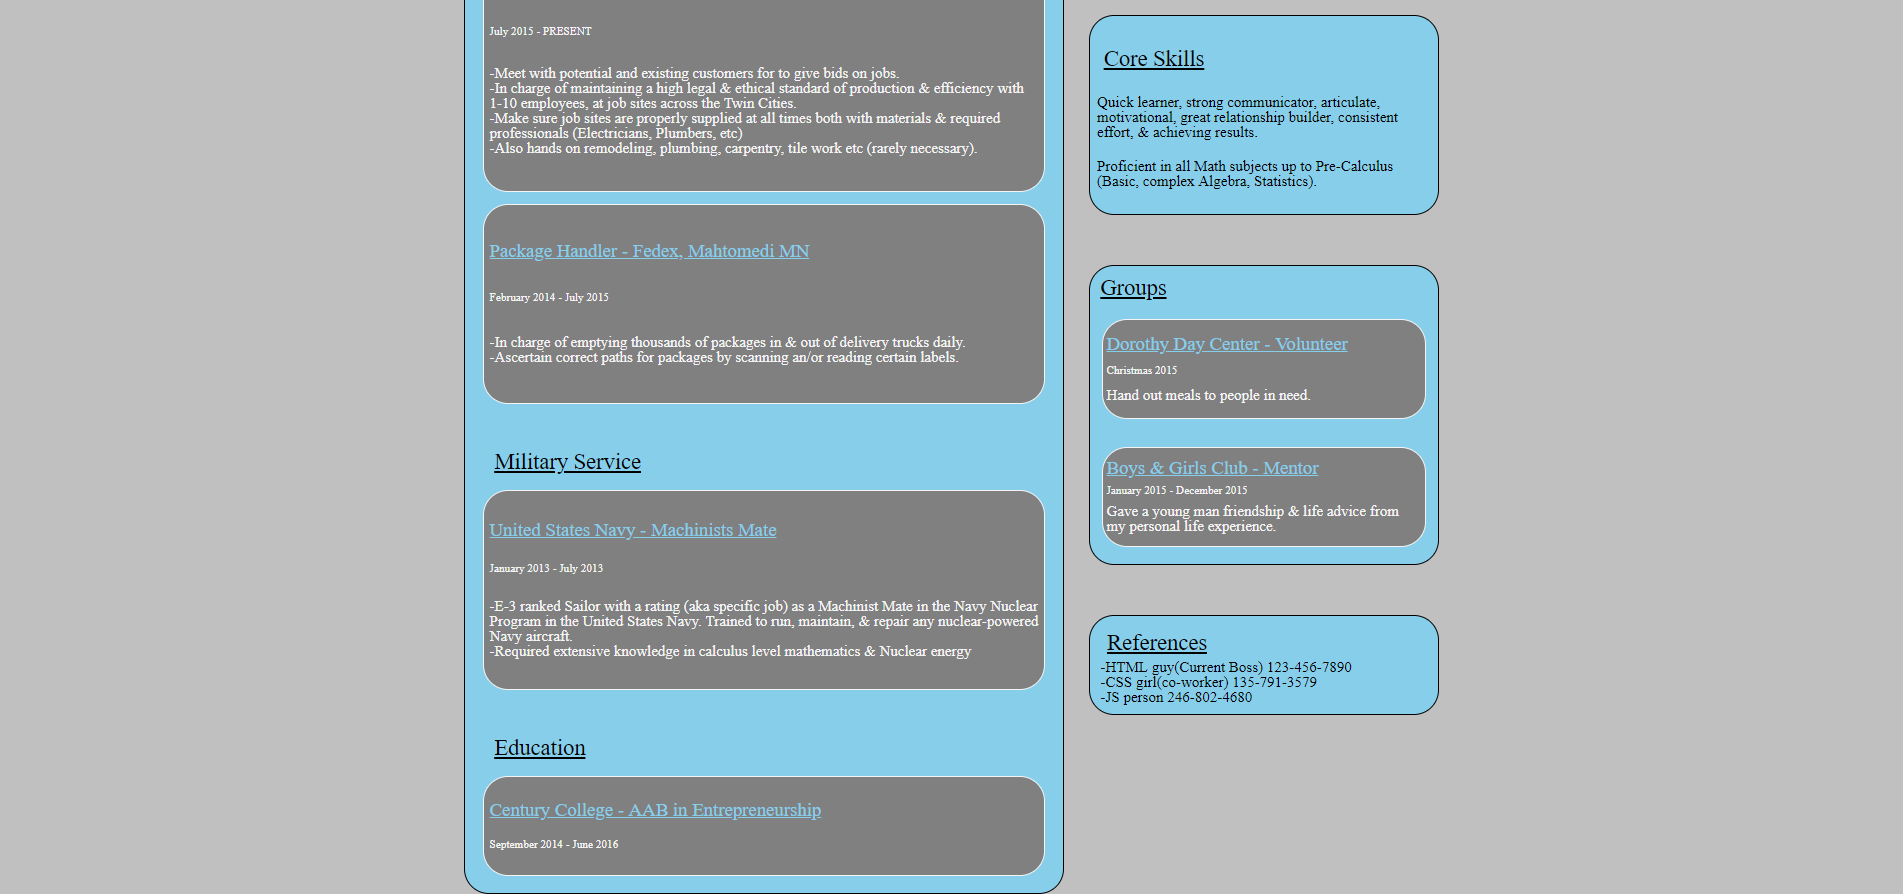 July 2015 - PRESENT
-Meet with potential and existing customers for to give bids on jobs.
-In charge of maintaining a high legal & ethical standard of production & efficiency with
1-10 employees, at job sites across the Twin Cities.
-Make sure job sites are properly supplied at all times both with materials & required
professionals (Electricians, Plumbers, etc)
-Also hands on remodeling, plumbing, carpentry, tile work etc (rarely necessary).
Package Handler - Fedex, Mahtomedi MN
February 2014 - July 2015
-In charge of emptying thousands of packages in & out of delivery trucks daily.
-Ascertain correct paths for packages by scanning an/or reading certain labels.
Military Service
United States Navy - Machinists Mate
January 2013 - July 2013
-E-3 ranked Sailor with a rating (aka specific job) as a Machinist Mate in the Navy Nuclear
Program in the United States Navy. Trained to run, maintain, & repair any nuclear-powered
Navy aircraft.
-Required extensive knowledge in calculus level mathematics & Nuclear energy
Education
Century College - AAB in Entrepreneurship
September 2014 - June 2016
Core Skills
Quick learner, strong communicator, articulate,
motivational, great relationship builder, consistent
effort, & achieving results.
Proficient in all Math subjects up to Pre-Calculus
(Basic, complex Algebra, Statistics).
Groups
Dorothy Day Center - Volunteer
Christmas 2015
Hand out meals to people in need.
Boys & Girls Club - Mentor
January 2015 - December 2015
Gave a young man friendship & life advice from
my personal life experience.
References
-HTML guy(Current Boss) 123-456-7890
-CSS girl(co-worker) 135-791-3579
-JS person 246-802-4680